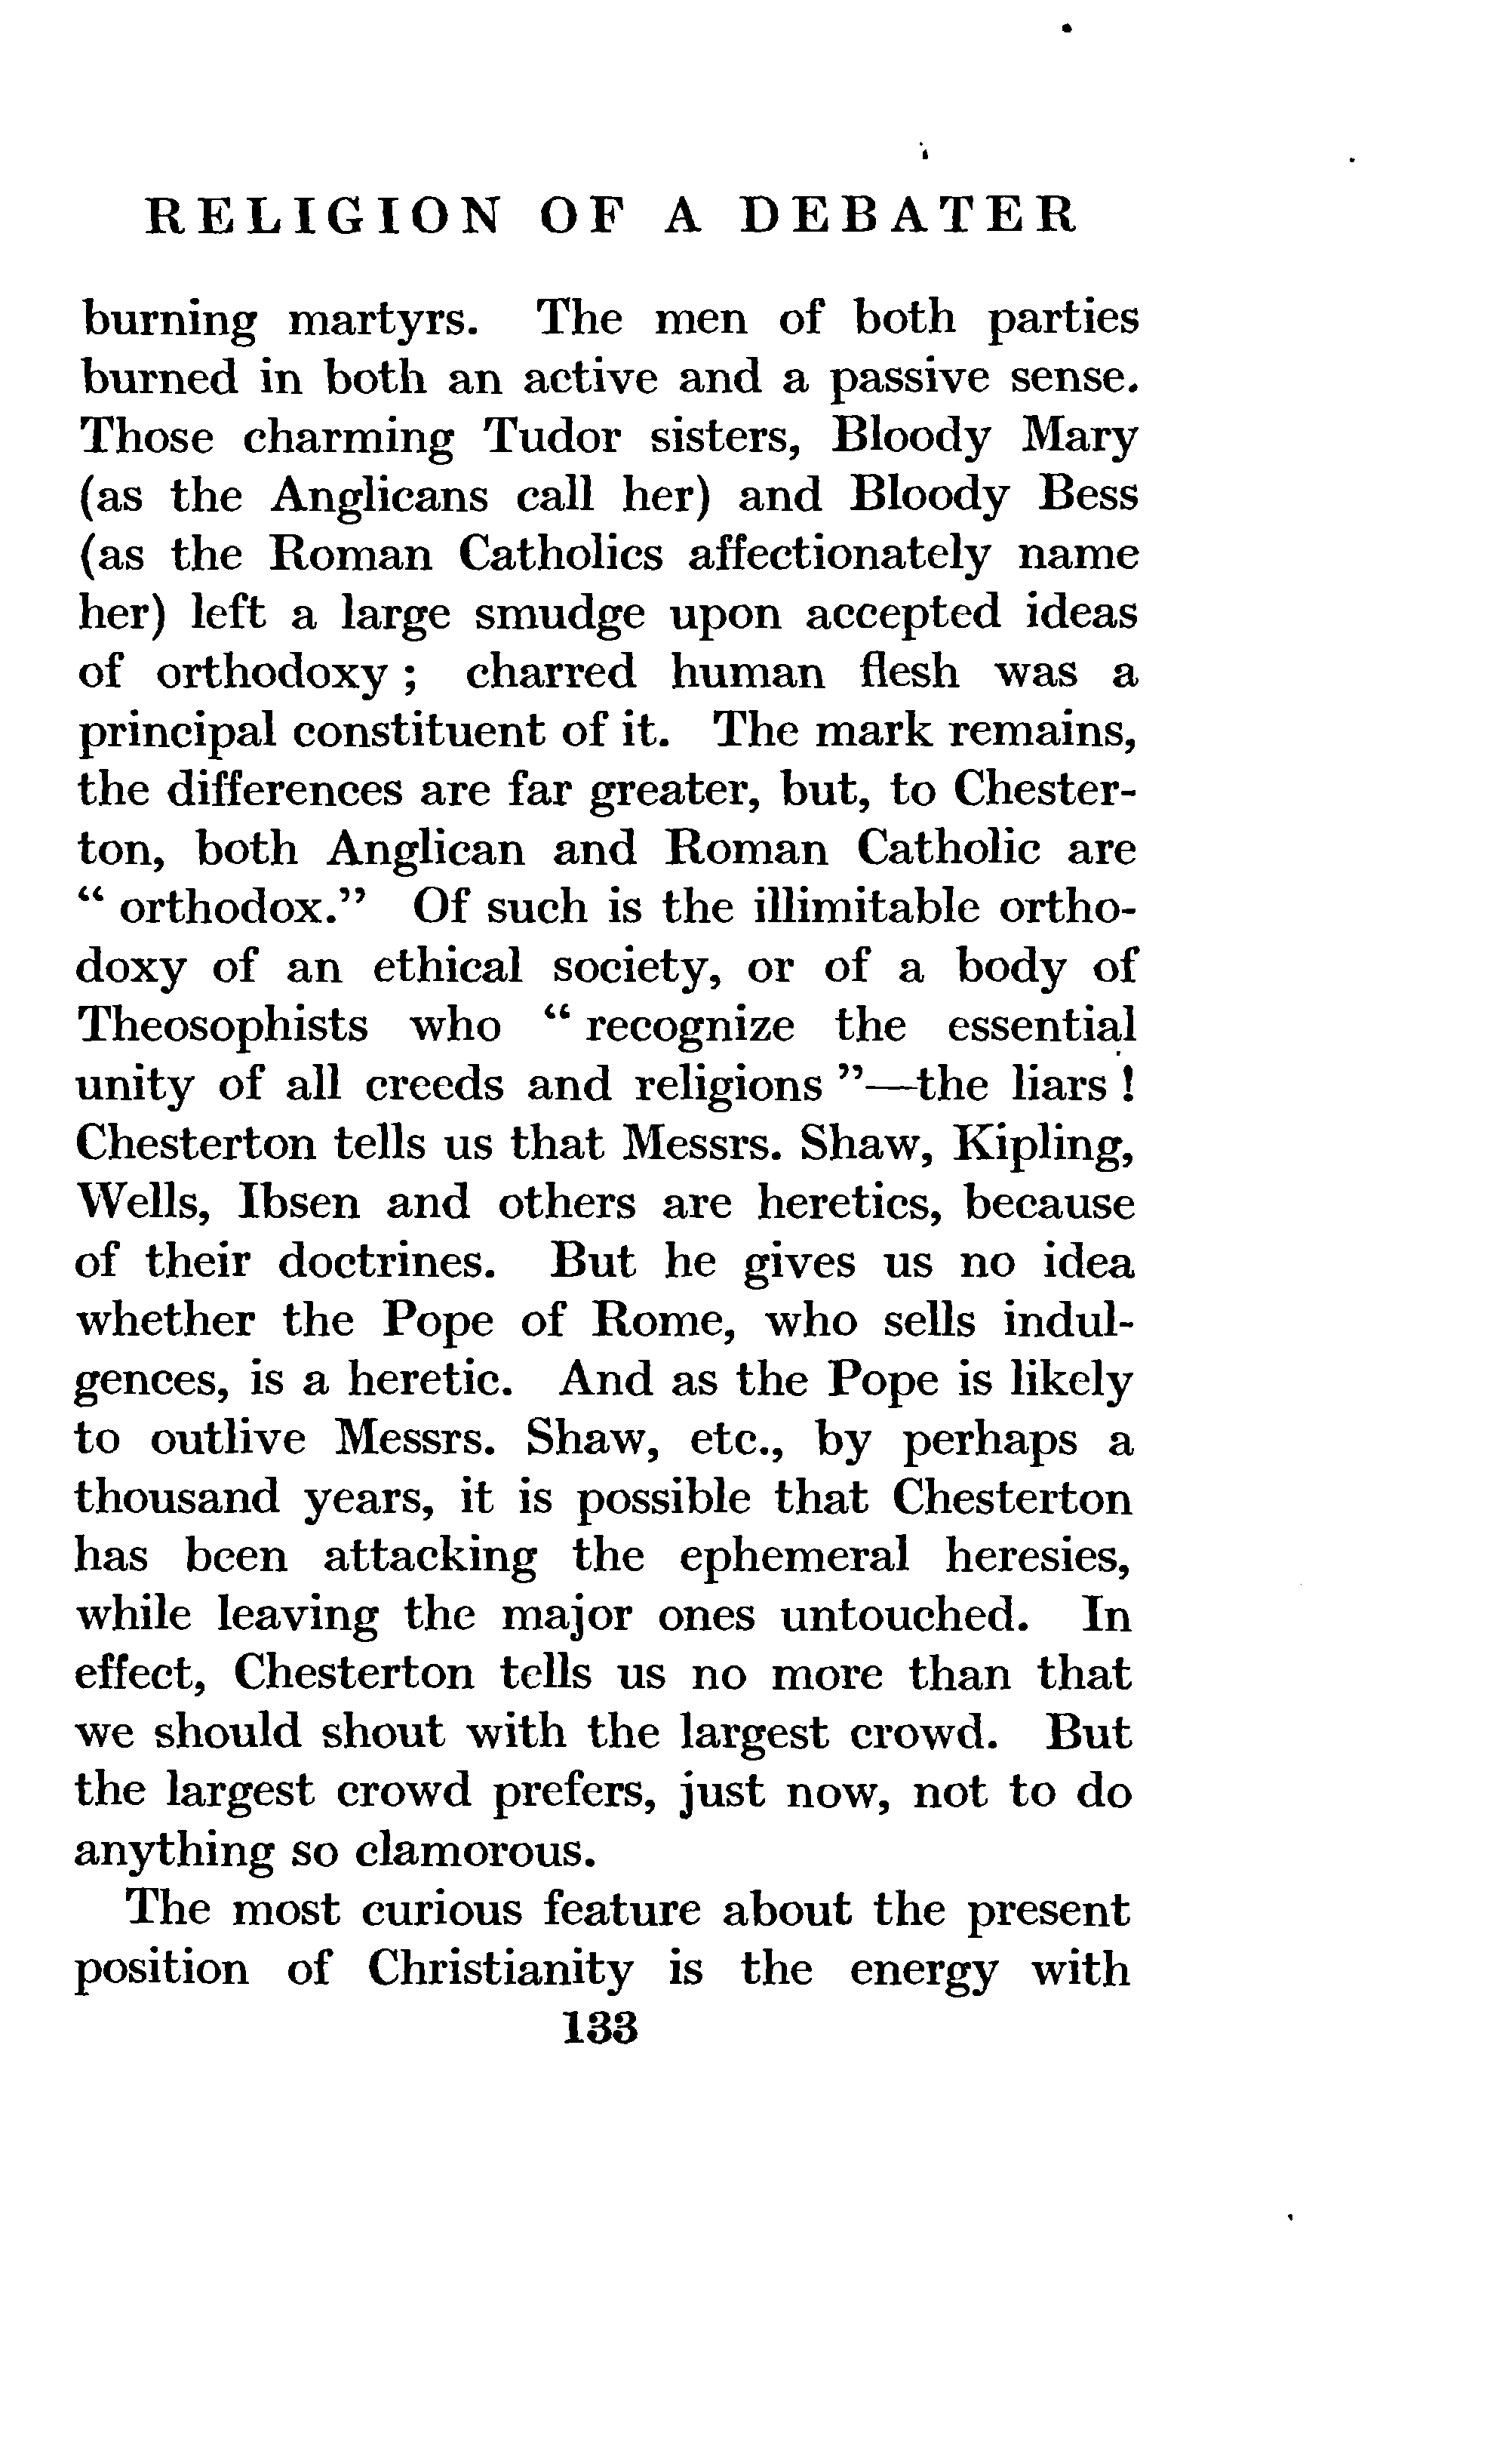 RELIGION OF A DEBATER
burning martyrs. The men of both parties
burned in both an active and a passive sense.
Those charming Tudor sisters, Bloody Mary
(as the Anglicans call her) and Bloody Bess
(as the Roman Catholics affectionately name
her) left a large smudge upon accepted ideas
of orthodoxy ; charred human flesh was a
principal constituent of it. The mark remains,
the differences are far greater, but, to Chester-
ton, both Anglican and Roman Catholic are
“ orthodox.” Of such is the illimitable ortho-
doxy of an ethical society, or of a body of
Theosophists who “ recognize the essential
unity of all creeds and religions ”—the liars !
Chesterton tells us that Messrs. Shaw, Kipling,
Wells, Ibsen and others are heretics, because
of their doctrines. But he gives us no idea
whether the Pope of Rome, who sells indul-
gences, is a heretic. And as the Pope is likely
to outlive Messrs. Shaw, etc., by perhaps a
thousand years, it is possible that Chesterton
has been attacking the ephemeral heresies,
while leaving the major ones untouched. In
effect, Chesterton tells us no more than that
we should shout with the largest crowd. But
the largest crowd prefers, just now, not to do
anything so clamorous.
The most curious feature about the present
position of Christianity is the energy with
133